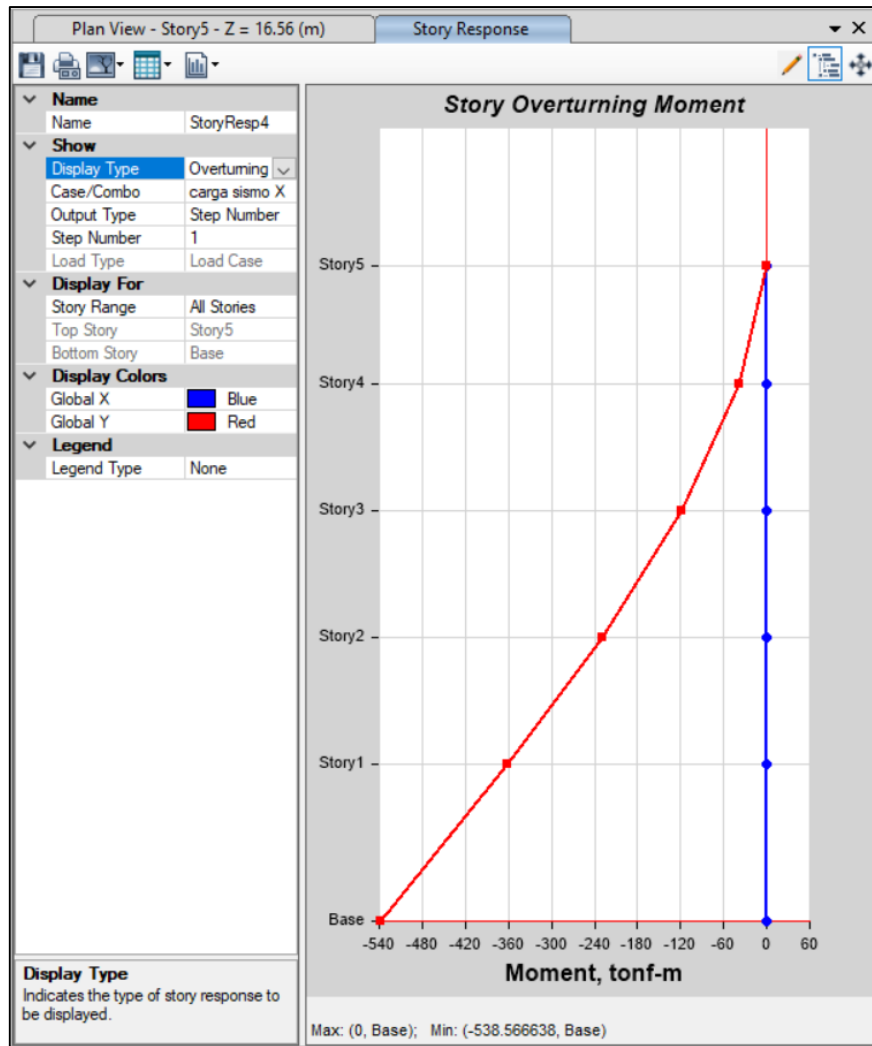 Plan View - Story5 - Z = 16.56 (m)
Story Response
Name
Name StoryResp4
Show
Display Type Overturning
Case/Combo carga sismo X
Output Type Step Number
Step Number 1
Load Type Load Case
Display For
Story Range All Stories
Top Story Story5
Bottom Story Base
Display Colors
Global X Blue
Global Y Red
Legend
Legend Type None
Display Type
Indicates the type of story response to
be displayed.
Story Overturning Moment
Story5
Story4
Story3
Story2
Story1
Base
-540 -480 -420 -360 -300 -240 -180 -120 -60 0 60
Moment, tonf-m
Max: (0, Base); Min: (-538.566638, Base)